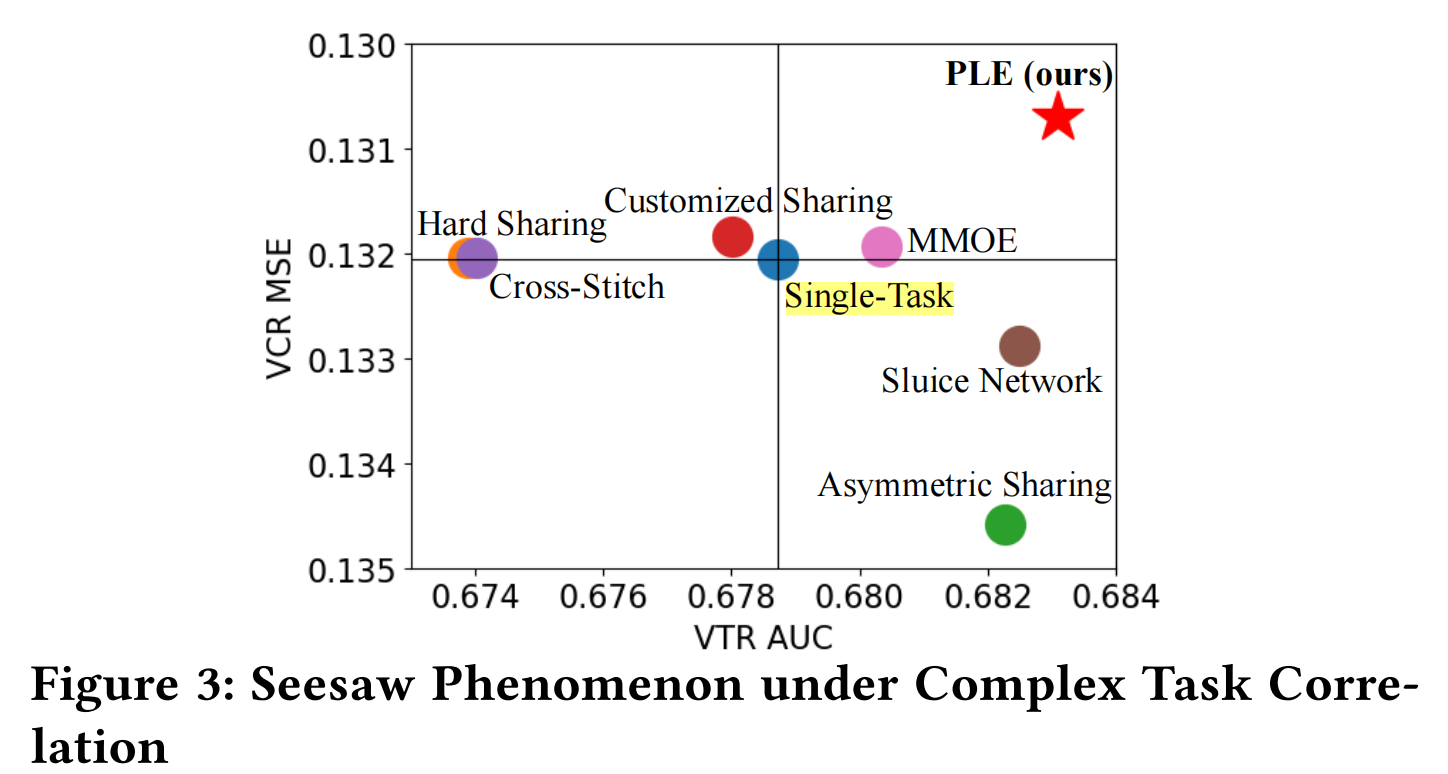 0.130
PLE (ours)
0.131
Customized Sharing
Hard Sharing
MMOE
0.132
Cross-Stitch
Single-Task
VCR MSE
0.133
Sluice Network
0.134
Asymmetric Sharing
0.135
0.674 0.676 0.678 0.680 0.682 0.684
VTR AUC
Figure 3: Seesaw Phenomenon under Complex Task Corre-
lation